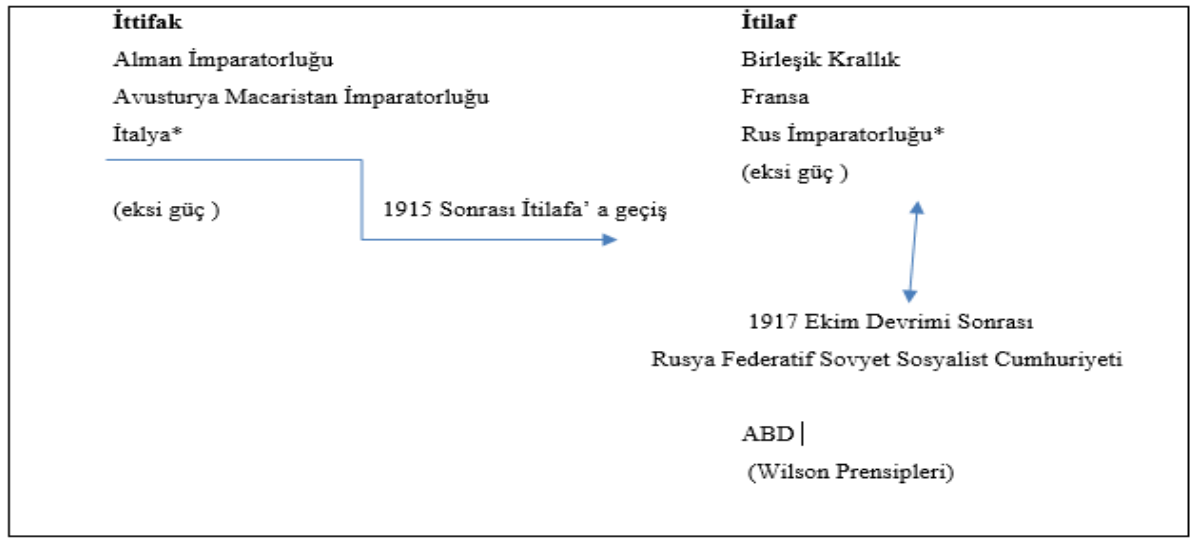 İttifak
Alman İmparatorluğu
Avusturya Macaristan İmparatorluğu
İtalya*
(eksi güç )
1915 Sonrası İtilafa’ a geçiş
İtilaf
Birleşik Krallık
Fransa
Rus İmparatorluğu*
(eksi güç )
1917 Ekim Devrimi Sonrası
Rusya Federatif Sovyet Sosyalist Cumhuriyeti
ABD
(Wilson Prensipleri)